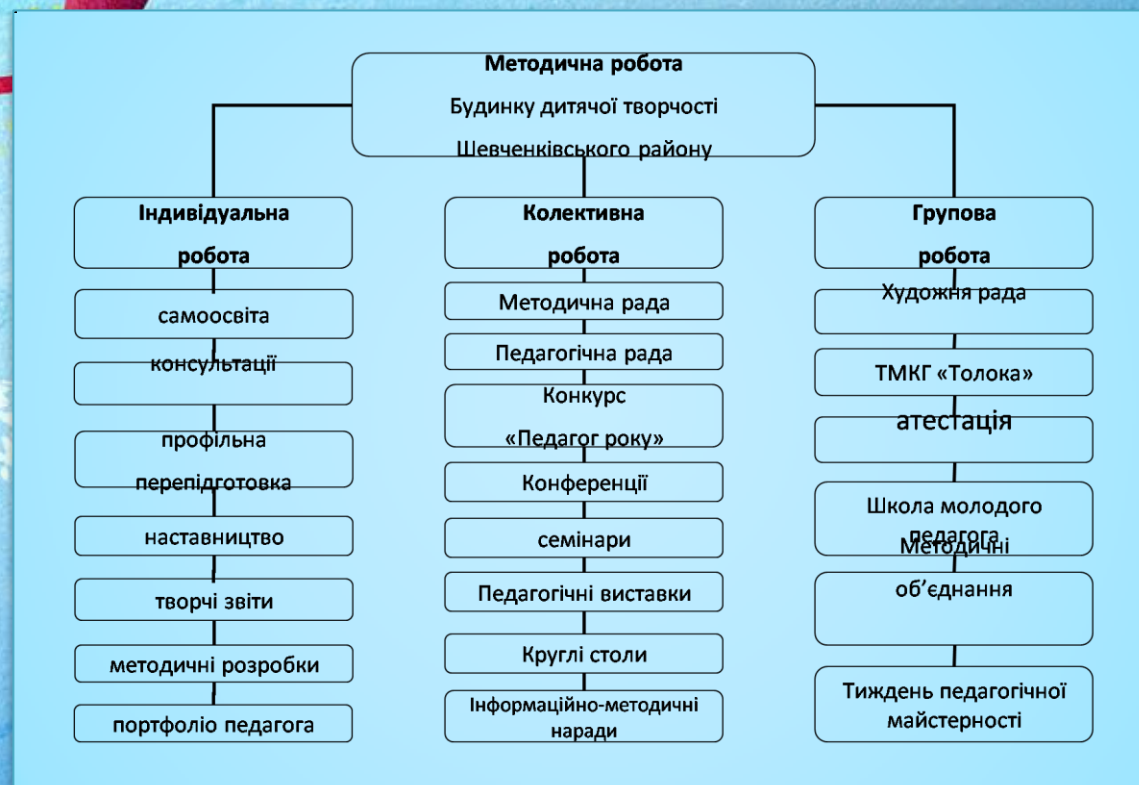 Методична робота
Будинку дитячої творчості
Шевченківського району
Індивідуальна
робота
самоосвіта
консультації
профільна
перепідготовка
наставництво
творчі звіти
методичні розробки
портфоліо педагога
Колективна
робота
Методична рада
Педагогічна рада
Конкурс
«Педагог року»
Конференції
семінари
Педагогічні виставки
Круглі столи
Інформаційно-методичні
наради
Групова
робота
Художня рада
ТМКГ «Толока»
атестація
Школа молодого
педагога
Методичні
об’єднання
Тиждень педагогічної
майстерності